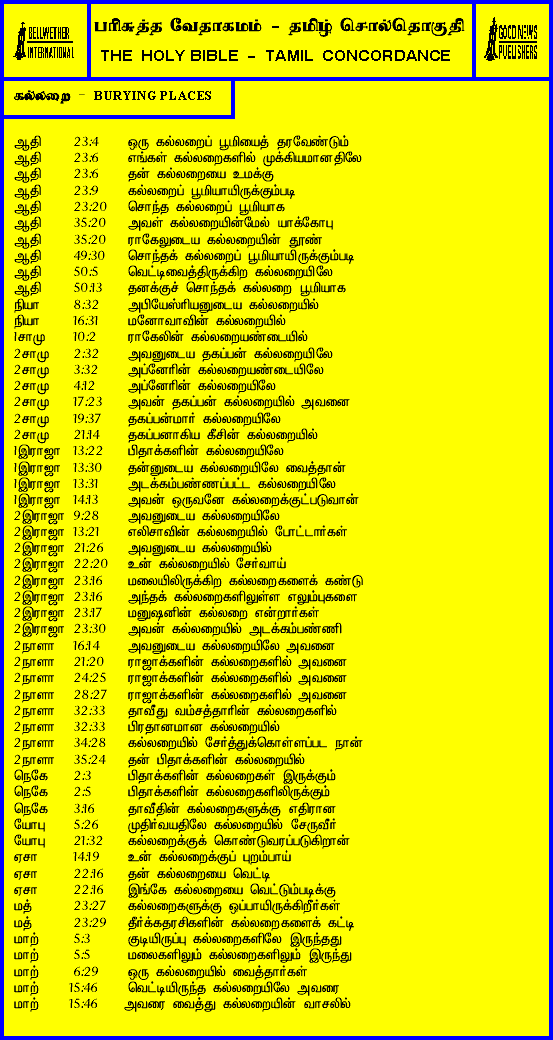 BELLWETHER INTERNATIONAL
பரிசுத்த வேதாகமம் - தமிழ் சொல்தொகுதி
THE HOLY BIBLE - TAMIL CONCORDANCE
GOOD NEWS PUBLISHERS
கல்லறை - BURYING PLACES
ஆதி 23:4 ஒரு கல்லறைப் பூமியைத் தரவேண்டும்
ஆதி 23:6 எங்கள் கல்லறைகளில் முக்கியமானதிலே
ஆதி 23:6 தன் கல்லறையை உமக்கு
ஆதி 23:9 கல்லறைப் பூமியாயிருக்கும்படி
ஆதி 23:20 சொந்த கல்லறைப் பூமியாக
ஆதி 35:20 அவள் கல்லறையின்மேல் யாக்கோபு
ஆதி 35:20 ராகேலுடைய கல்லறையின் தூண்
ஆதி 49:30 சொந்தக் கல்லறைப் பூமியாயிருக்கும்படி
ஆதி 50:5 வெட்டிவைத்திருக்கிற கல்லறையிலே
ஆதி 50:13 தனக்குச் சொந்தக் கல்லறை பூமியாக
நியா 8:32 அபியேஸ்ரியனுடைய கல்லறையில்
நியா 16:31 மனோவாவின் கல்லறையில்
1சாமு 10:2 ராகேலின் கல்லறையண்டையில்
2சாமு 2:32 அவனுடைய தகப்பன் கல்லறையிலே
2சாமு 3:32 அப்னேரின் கல்லறையண்டையிலே
2சாமு 4:12 அப்னேரின் கல்லறையிலே
2சாமு 17:23 அவன் தகப்பன் கல்லறையில் அவனை
2சாமு 19:37 தகப்பன்மார் கல்லறையிலே
2சாமு 21:14 தகப்பனாகிய கீசின் கல்லறையில்
1இராஜா 13:22 பிதாக்களின் கல்லறையிலே
1இராஜா 13:30 தன்னுடைய கல்லறையிலே வைத்தான்
1இராஜா 13:31 அடக்கம்பண்ணப்பட்ட கல்லறையிலே
1இராஜா 14:13 அவன் ஒருவனே கல்லறைக்குட்படுவான்
2இராஜா 9:28 அவனுடைய கல்லறையிலே
2இராஜா 13:21 எலிசாவின் கல்லறையில் போட்டார்கள்
2இராஜா 21:26 அவனுடைய கல்லறையில்
2இராஜா 22:20 உன் கல்லறையில் சேர்வாய்
2இராஜா 23:16 மலையிலிருக்கிற கல்லறைகளைக் கண்டு
2இராஜா 23:16 அந்தக் கல்லறைகளிலுள்ள எலும்புகளை
2இராஜா 23:17 மனுஷனின் கல்லறை என்றார்கள்
2இராஜா 23:30 அவன் கல்லறையில் அடக்கம்பண்ணி
2நாளா 16:14 அவனுடைய கல்லறையிலே அவனை
2நாளா 21:20 ராஜாக்களின் கல்லறைகளில் அவனை
2நாளா 24:25 ராஜாக்களின் கல்லறைகளில் அவனை
2நாளா 28:27 ராஜாக்களின் கல்லறைகளில் அவனை
2நாளா 32:33 தாவீது வம்சத்தாரின் கல்லறைகளில்
2நாளா 32:33 பிரதானமான கல்லறையில்
2நாளா 34:28 கல்லறையில் சேர்த்துக்கொள்ளப்பட நான்
2நாளா 35:24 தன் பிதாக்களின் கல்லறையில்
நெகே 2:3 பிதாக்களின் கல்லறைகள் இருக்கும்
நெகே 2:5 பிதாக்களின் கல்லறைகளிலிருக்கும்
நெகே 3:16 தாவீதின் கல்லறைகளுக்கு எதிரான
யோபு 5:26 முதிர்வயதிலே கல்லறையில் சேருவீர்
யோபு 21:32 கல்லறைக்குக் கொண்டுவரப்படுகிறான்
ஏசா 14:19 உன் கல்லறைக்குப் புறம்பாய்
ஏசா 22:16 தன் கல்லறையை வெட்டி
ஏசா 22:16 இங்கே கல்லறையை வெட்டும்படிக்கு
மத் 23:27 கல்லறைகளுக்கு ஒப்பாயிருக்கிறீர்கள்
மத் 23:29 தீர்க்கதரசிகளின் கல்லறைகளைக் கட்டி
மாற் 5:3 குடியிருப்பு கல்லறைகளிலே இருந்தது
மாற் 5:5 மலைகளிலும் கல்லறைகளிலும் இருந்து
மாற் 6:29 ஒரு கல்லறையில் வைத்தார்கள்
மாற் 15:46 வெட்டியிருந்த கல்லறையிலே அவரை
மாற் 15:46 அவரை வைத்து கல்லறையின் வாசலில்